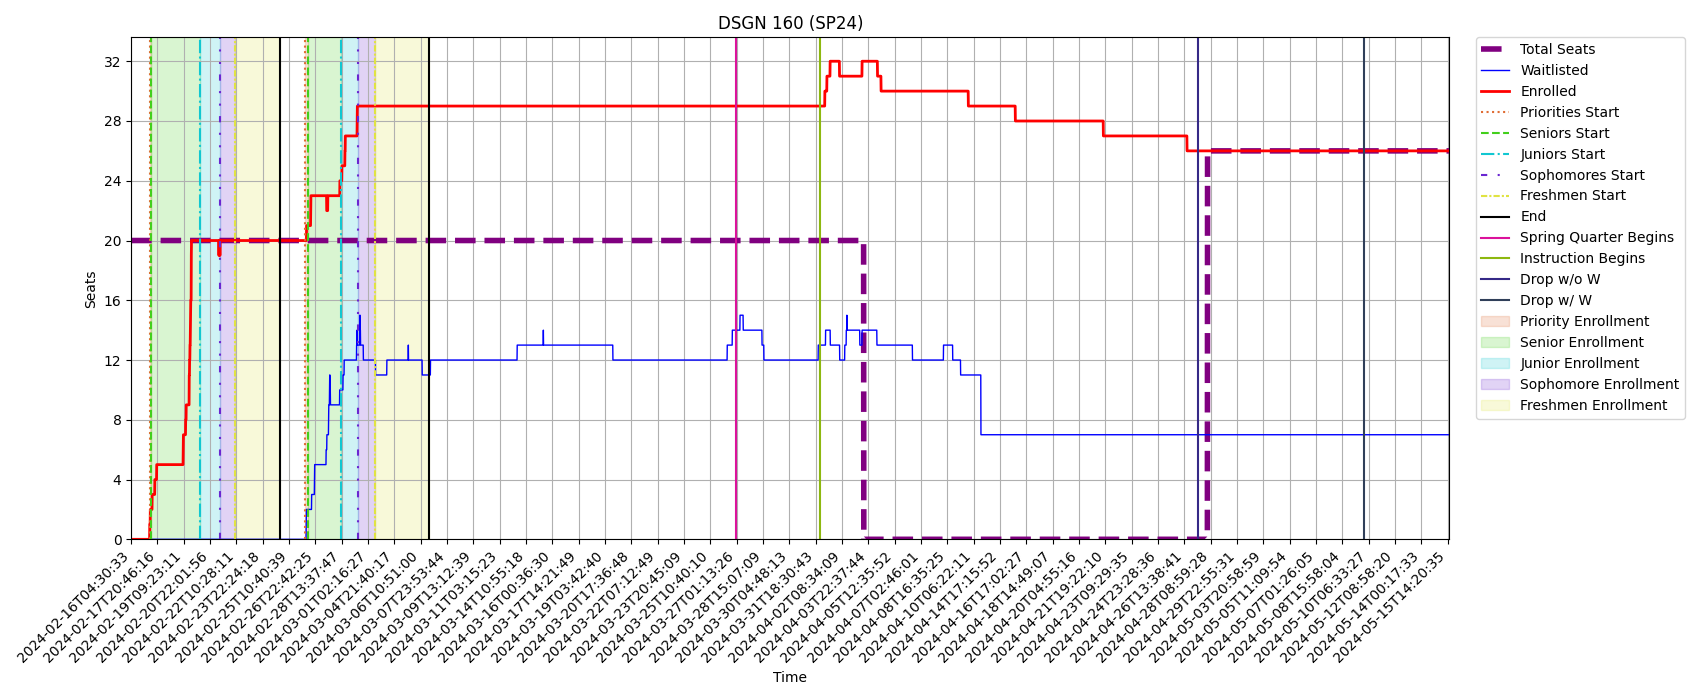 DSGN 160 (SP24)
Seats
32
28
24
20
16
12
8
4
0
2024-02-16T04:30:33
2024-02-17T20:46:16
2024-02-19T09:23:11
2024-02-20T22:01:56
2024-02-22T10:28:11
2024-02-23T22:24:18
2024-02-25T10:40:39
2024-02-26T22:42:25
2024-02-28T13:37:47
2024-03-01T02:16:27
2024-03-04T21:40:17
2024-03-06T10:51:00
2024-03-07T23:53:44
2024-03-09T13:12:39
2024-03-11T03:15:23
2024-03-14T10:55:18
2024-03-16T00:36:30
2024-03-17T14:21:49
2024-03-19T03:42:40
2024-03-20T17:36:48
2024-03-22T07:12:49
2024-03-23T20:45:09
2024-03-25T10:40:10
2024-03-27T01:13:26
2024-03-28T15:07:09
2024-03-30T04:48:13
2024-03-31T18:30:43
2024-04-02T08:34:09
2024-04-03T22:37:44
2024-04-05T12:35:52
2024-04-07T02:46:01
2024-04-08T16:35:25
2024-04-10T06:22:11
2024-04-14T17:15:52
2024-04-16T17:02:27
2024-04-18T14:49:07
2024-04-20T04:55:16
2024-04-21T19:22:10
2024-04-23T09:29:35
2024-04-24T23:28:36
2024-04-26T13:38:41
2024-04-28T08:59:28
2024-04-29T22:55:31
2024-05-03T20:58:59
2024-05-05T11:09:54
2024-05-07T01:26:05
2024-05-08T15:58:04
2024-05-10T06:33:27
2024-05-12T08:58:20
2024-05-14T00:17:33
2024-05-15T14:20:35
Time
Total Seats
Waitlisted
Enrolled
Priorities Start
Seniors Start
Juniors Start
Sophomores Start
Freshmen Start
End
Spring Quarter Begins
Instruction Begins
Drop w/o W
Drop w/ W
Priority Enrollment
Senior Enrollment
Junior Enrollment
Sophomore Enrollment
Freshmen Enrollment